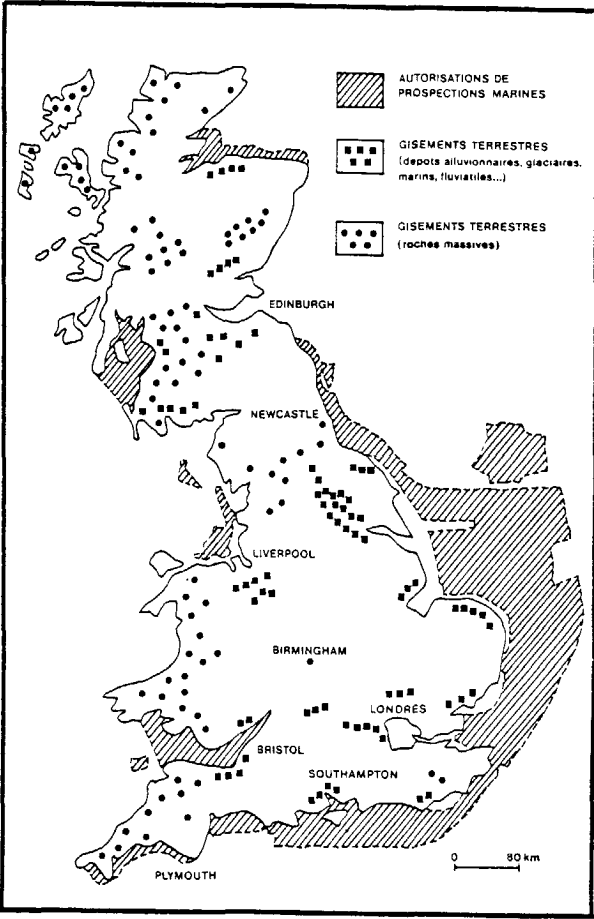 AUTORISATIONS DE
PROSPECTIONS MARINES
GISEMENTS TERRESTRES
(depots alluvionnaires, glaciaires,
marins, fluviatiles...)
GISEMENTS TERRESTRES
(roches massives)
EDINBURGH
NEWCASTLE
LIVERPOOL
BIRMINGHAM
LONDRES
BRISTOL
SOUTHAMPTON
0 80 km
PLYMOUTH